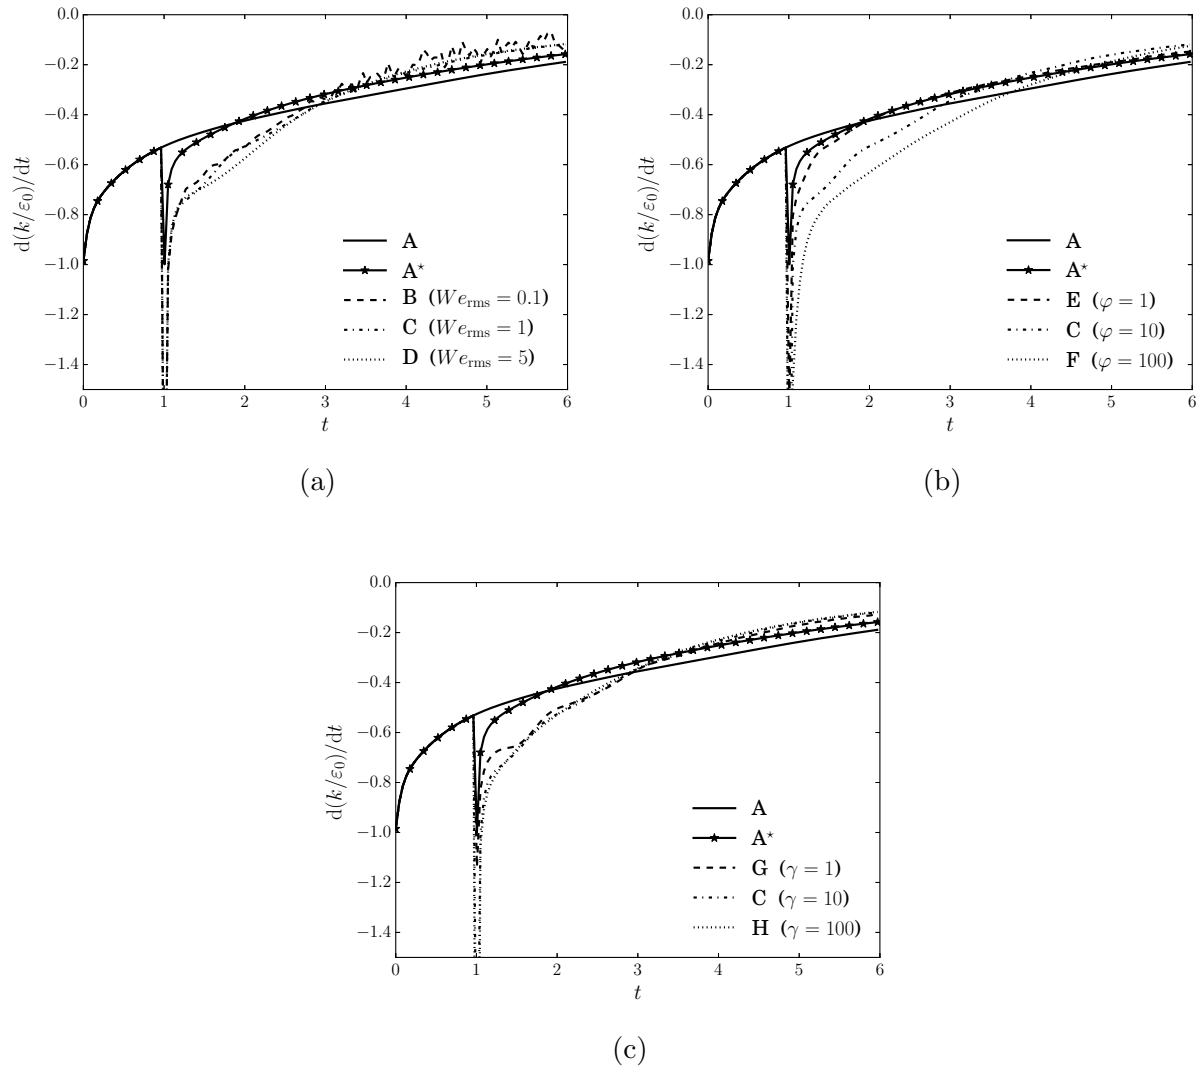 0.0
−0.2
−0.4
−0.6
−0.8
−1.0
−1.2
−1.4
d(k/ε₀)/dt
A
A⋆
B (We_rms = 0.1)
C (We_rms = 1)
D (We_rms = 5)
0 1 2 3 4 5 6
t
(a)
0.0
−0.2
−0.4
−0.6
−0.8
−1.0
−1.2
−1.4
d(k/ε₀)/dt
A
A⋆
E (φ = 1)
C (φ = 10)
F (φ = 100)
0 1 2 3 4 5 6
t
(b)
0.0
−0.2
−0.4
−0.6
−0.8
−1.0
−1.2
−1.4
d(k/ε₀)/dt
A
A⋆
G (γ = 1)
C (γ = 10)
H (γ = 100)
0 1 2 3 4 5 6
t
(c)